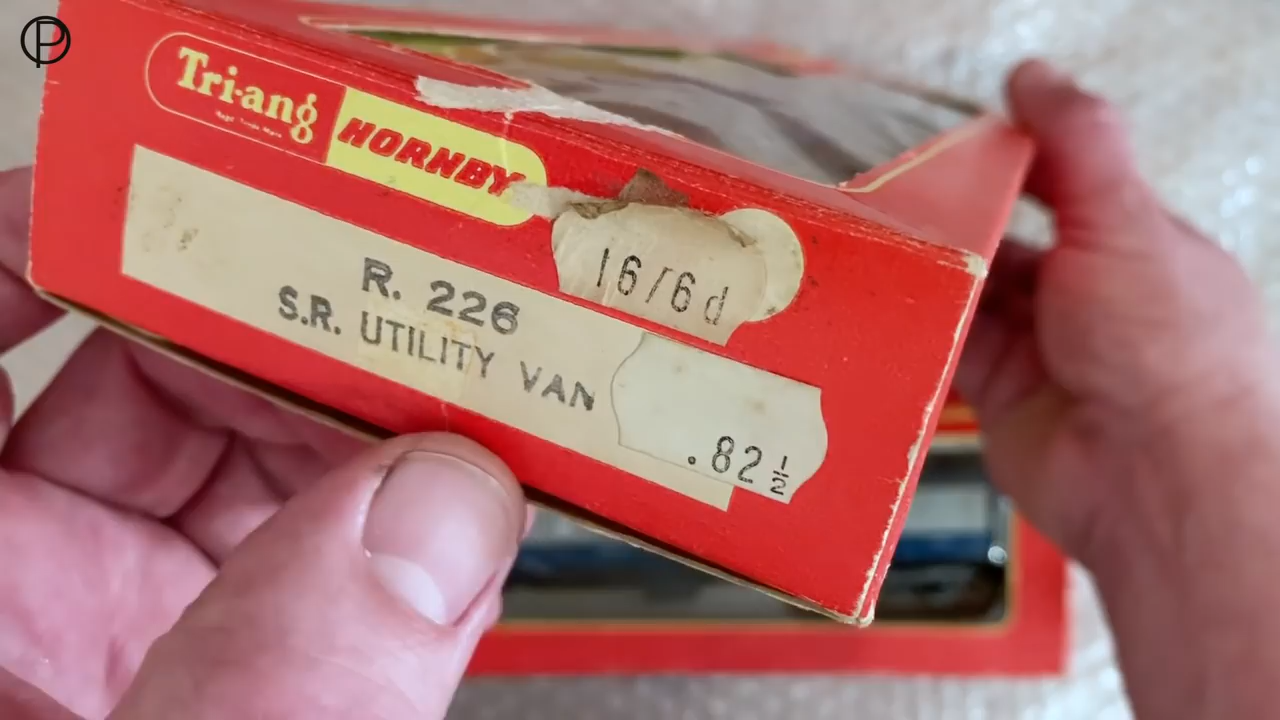 Tri-ang
HORNBY
R. 226
S.R. UTILITY VAN
16/6d
.82½